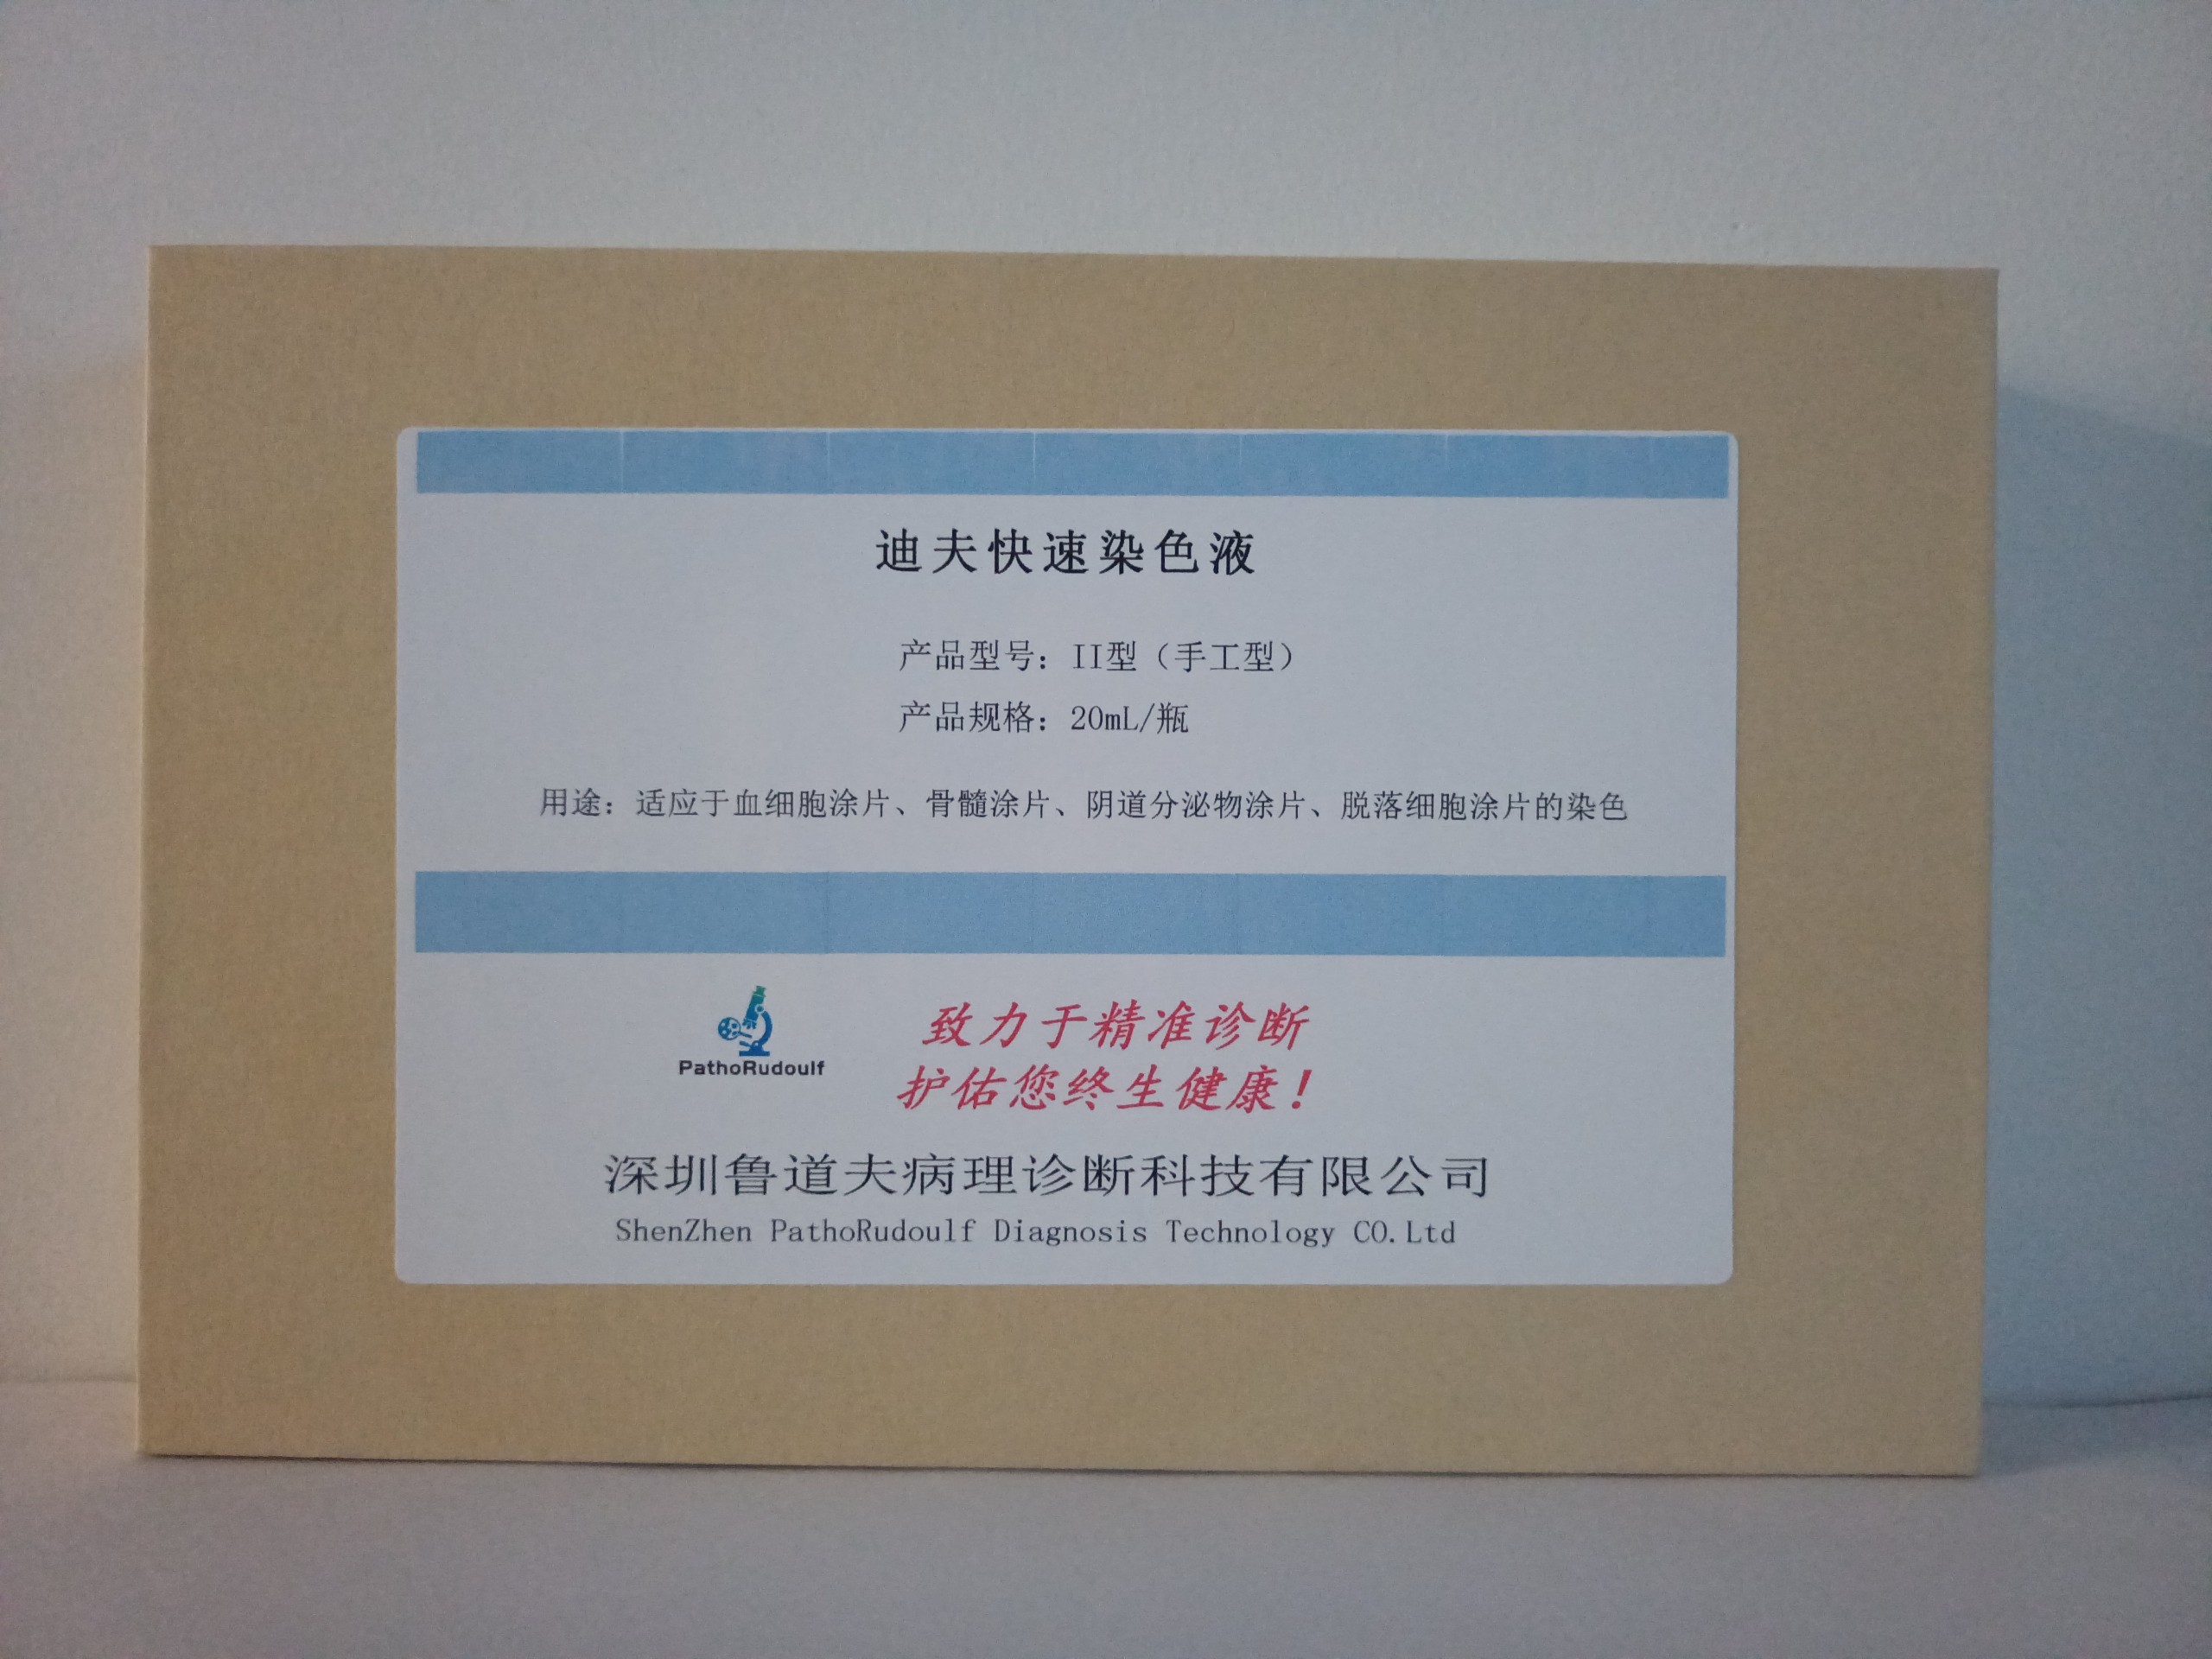 迪夫快速染色液
产品型号：II型（手工型）
产品规格：20mL/瓶
用途：适应于血细胞涂片、骨髓涂片、阴道分泌物涂片、脱落细胞涂片的染色
PathoRudoulf
致力于精准诊断
护佑您终生健康！
深圳鲁道夫病理诊断科技有限公司
ShenZhen PathoRudoulf Diagnosis Technology CO.Ltd